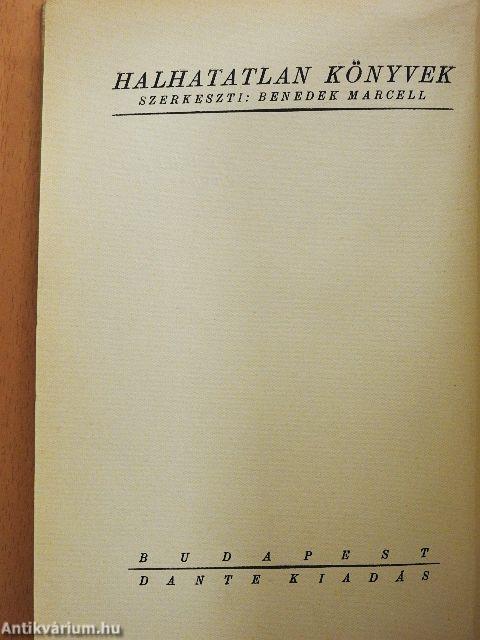 HALHATATLAN KÖNYVEK
SZERKESZTI: BENEDEK MARCELL
BUDAPEST
DANTE KIADÁS
Antikvárium.hu